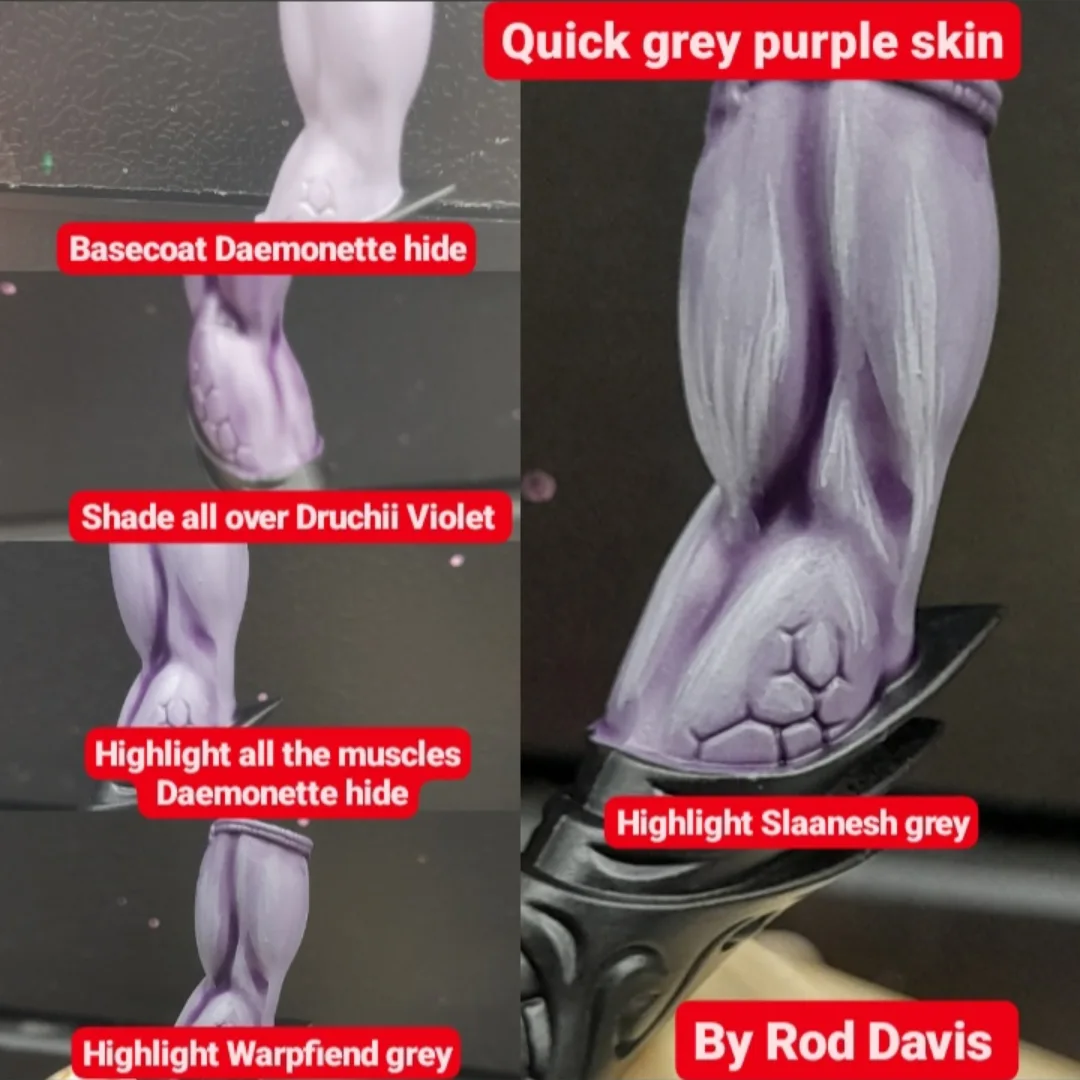 Quick grey purple skin
Basecoat Daemonette hide
Shade all over Druchii Violet
Highlight all the muscles
Daemonette hide
Highlight Warpfiend grey
Highlight Slaanesh grey
By Rod Davis